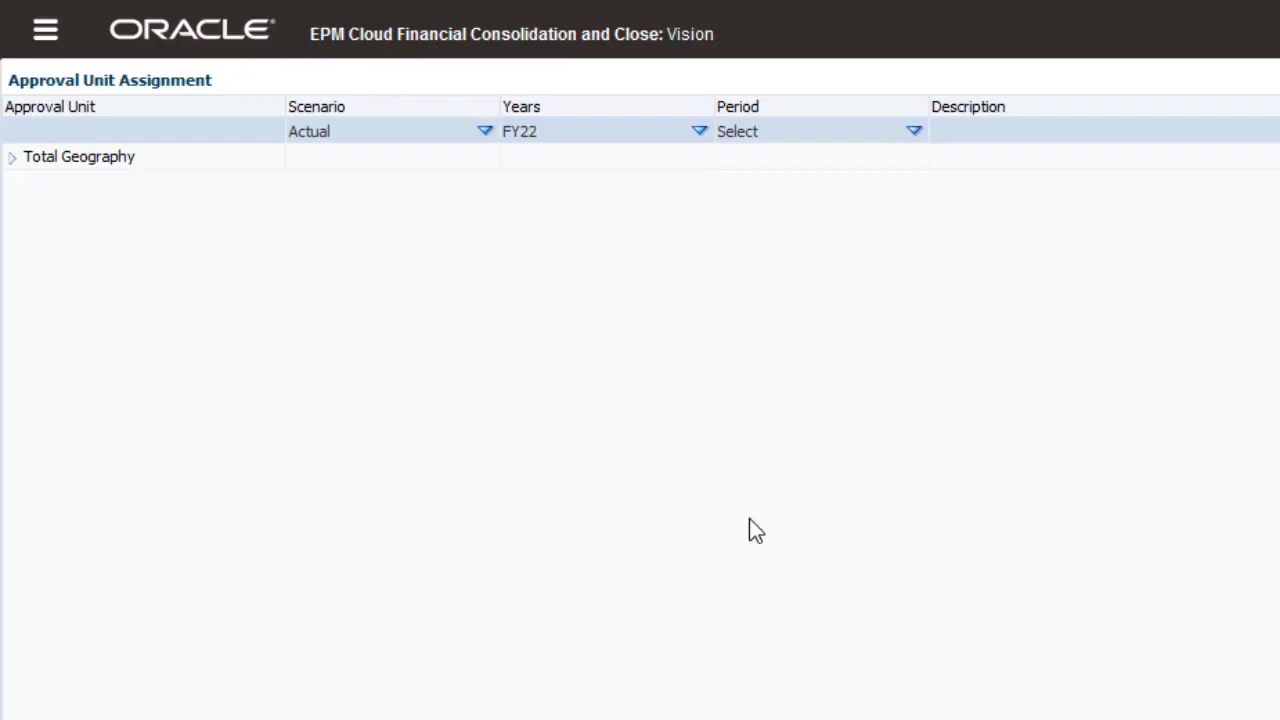 ORACLE® EPM Cloud Financial Consolidation and Close: Vision
Approval Unit Assignment
Approval Unit Scenario Years Period Description
Actual FY22 Select
Total Geography